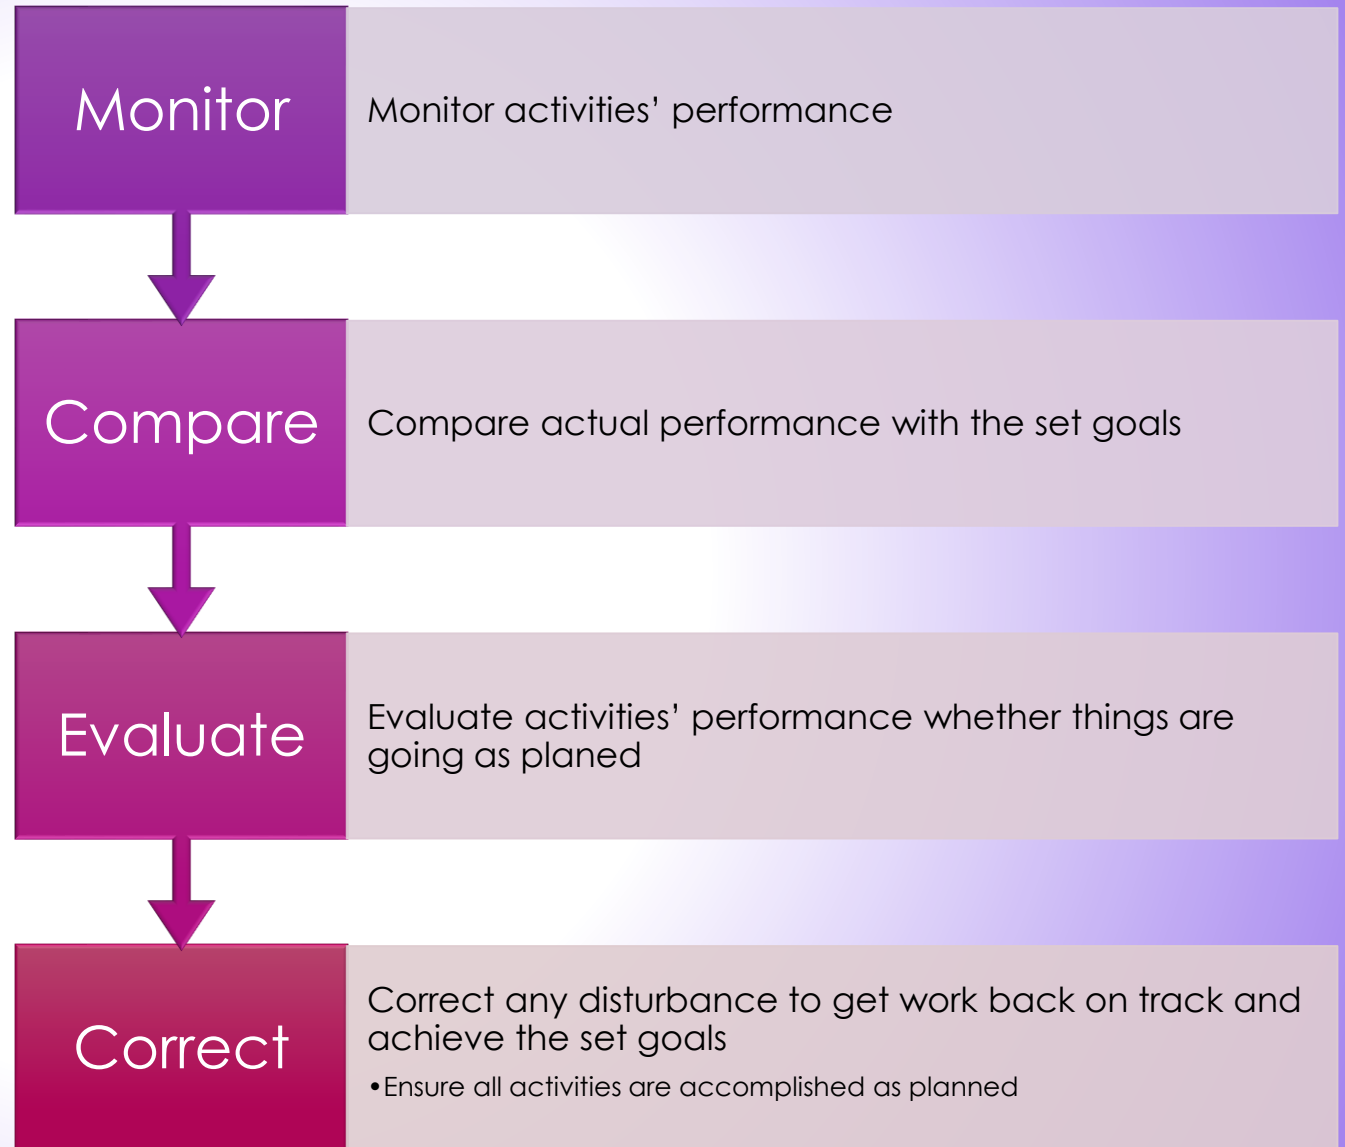 Monitor
Monitor activities’ performance
Compare
Compare actual performance with the set goals
Evaluate
Evaluate activities’ performance whether things are
going as planed
Correct
Correct any disturbance to get work back on track and
achieve the set goals
•Ensure all activities are accomplished as planned